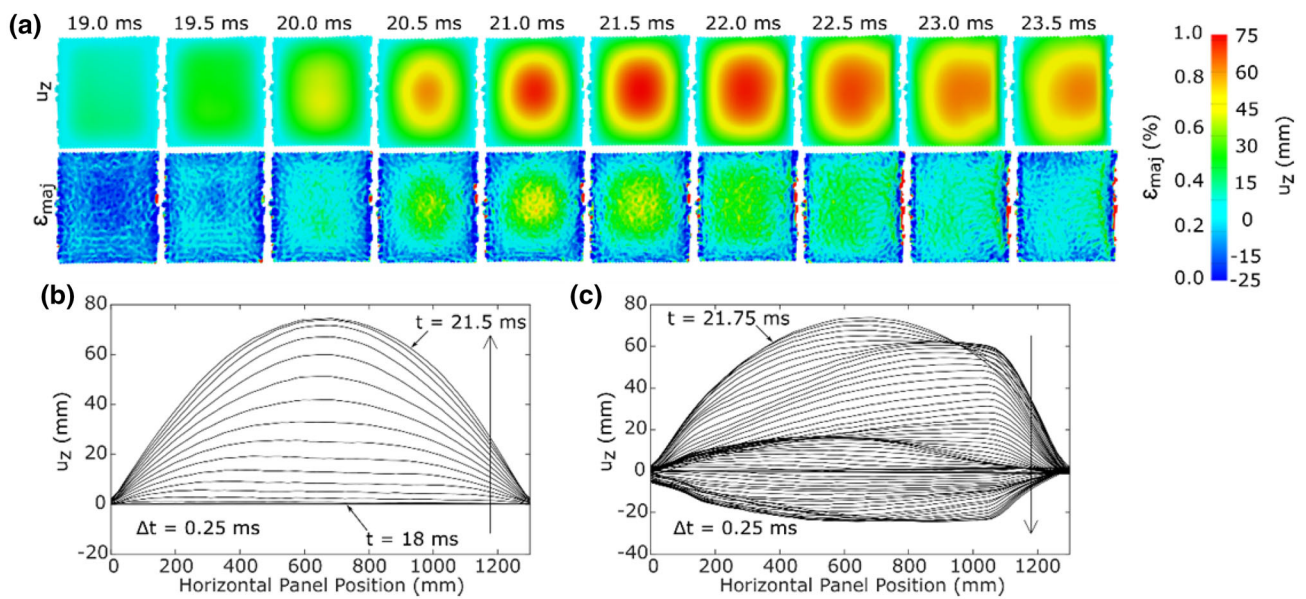 (a)
19.0 ms 19.5 ms 20.0 ms 20.5 ms 21.0 ms 21.5 ms 22.0 ms 22.5 ms 23.0 ms 23.5 ms
uz
εmaj
1.0 75
0.8 60
45
0.6 30
0.4 15
0.2 0
0.0 -25
εmaj (%)
uz (mm)
(b)
80
60
40
20
0
-20
uz (mm)
t = 21.5 ms
t = 18 ms
Δt = 0.25 ms
0 200 400 600 800 1000 1200
Horizontal Panel Position (mm)
(c)
80
60
40
20
0
-20
-40
uz (mm)
t = 21.75 ms
Δt = 0.25 ms
0 200 400 600 800 1000 1200
Horizontal Panel Position (mm)